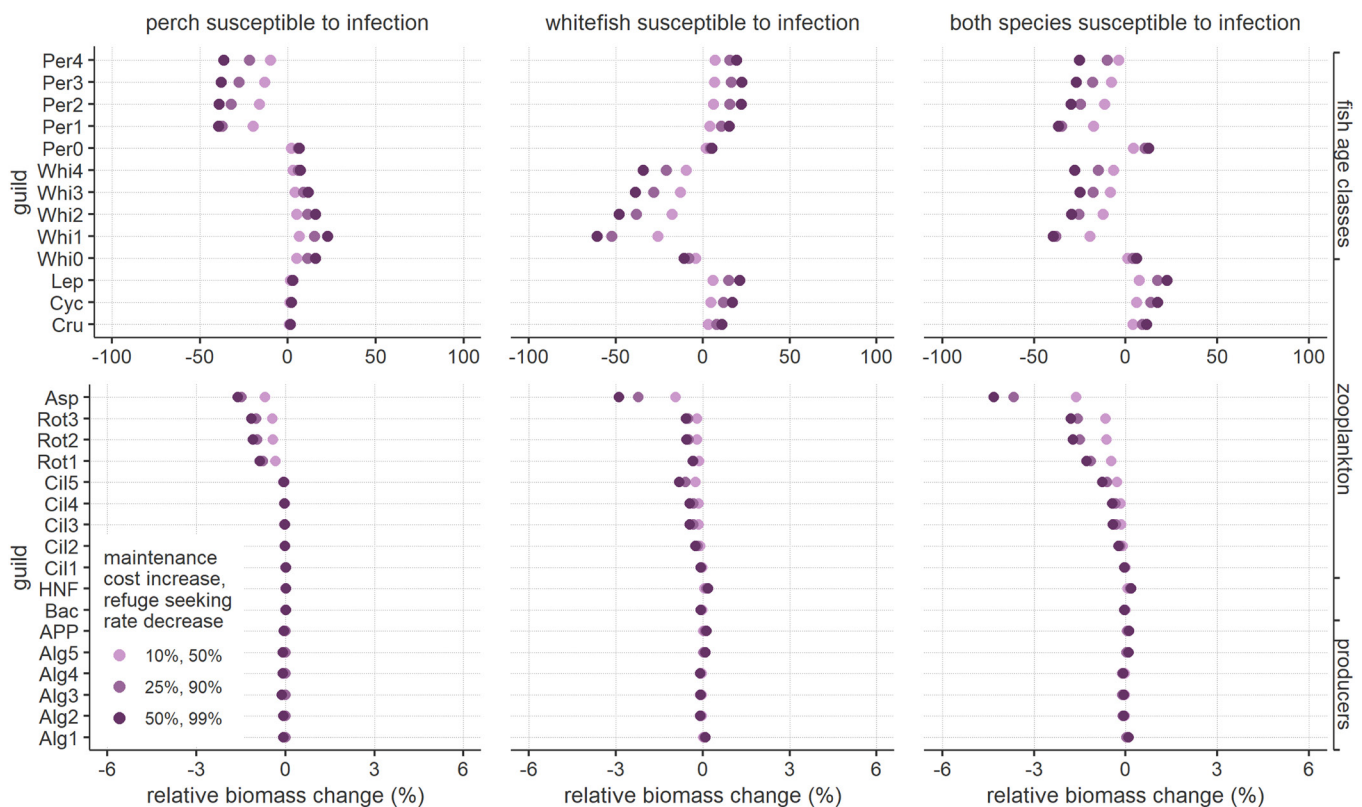 perch susceptible to infection
whitefish susceptible to infection
both species susceptible to infection
guild
Per4
Per3
Per2
Per1
Per0
Whi4
Whi3
Whi2
Whi1
Whi0
Lep
Cyc
Cru
-100 -50 0 50 100
-100 -50 0 50 100
-100 -50 0 50 100
fish age classes
zooplankton
producers
guild
Asp
Rot3
Rot2
Rot1
Cil5
Cil4
Cil3
Cil2
Cil1
HNF
Bac
APP
Alg5
Alg4
Alg3
Alg2
Alg1
maintenance
cost increase,
refuge seeking
rate decrease
10%, 50%
25%, 90%
50%, 99%
-6 -3 0 3 6
-6 -3 0 3 6
-6 -3 0 3 6
relative biomass change (%)
relative biomass change (%)
relative biomass change (%)